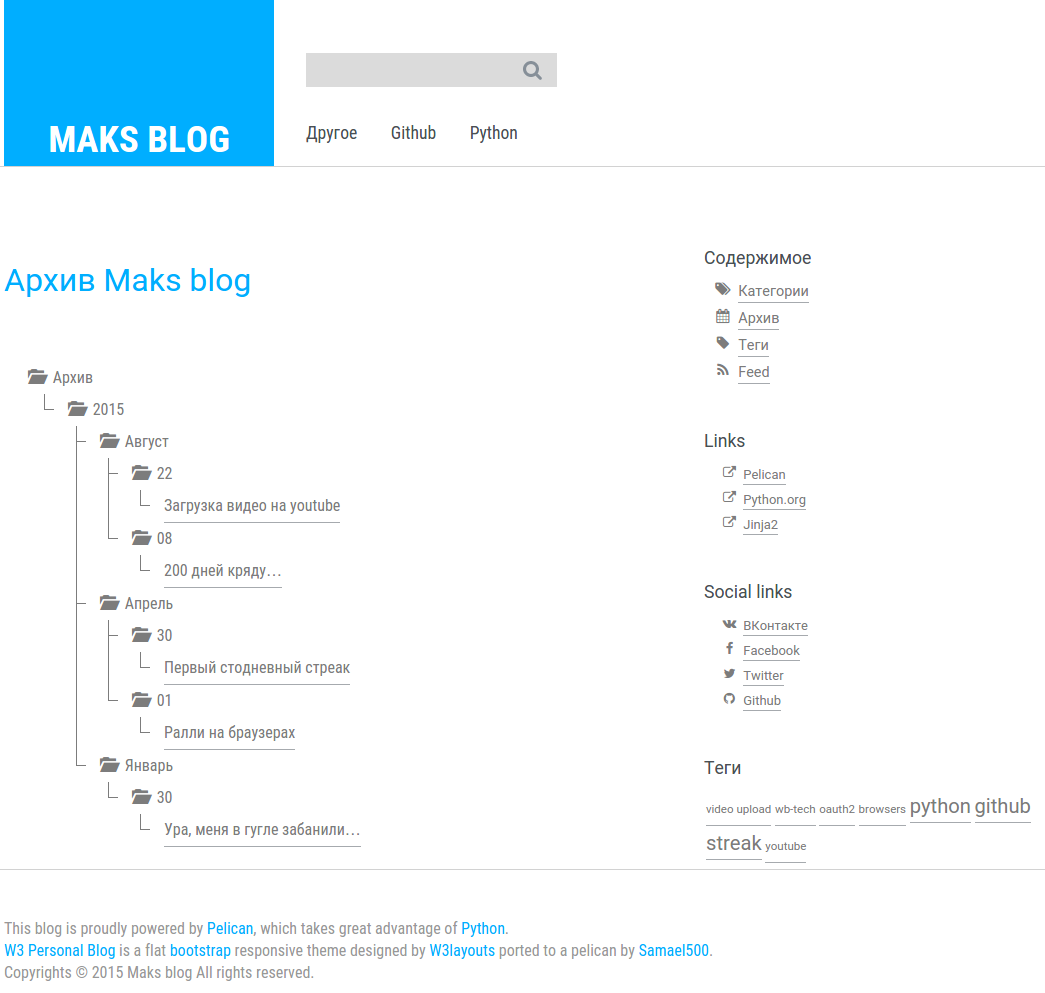 MAKS BLOG
Другое Github Python
Архив Maks blog
Архив
2015
Август
22
Загрузка видео на youtube
08
200 дней кряду...
Апрель
30
Первый стодневный стреак
01
Ралли на браузерах
Январь
30
Ура, меня в гугле забанили...
Содержимое
Категории
Архив
Теги
Feed
Links
Pelican
Python.org
Jinja2
Social links
ВКонтакте
Facebook
Twitter
Github
Теги
video upload wb-tech oauth2 browsers python github
streak youtube
This blog is proudly powered by Pelican, which takes great advantage of Python.
W3 Personal Blog is a flat bootstrap responsive theme designed by W3layouts ported to a pelican by Samael500.
Copyrights © 2015 Maks blog All rights reserved.